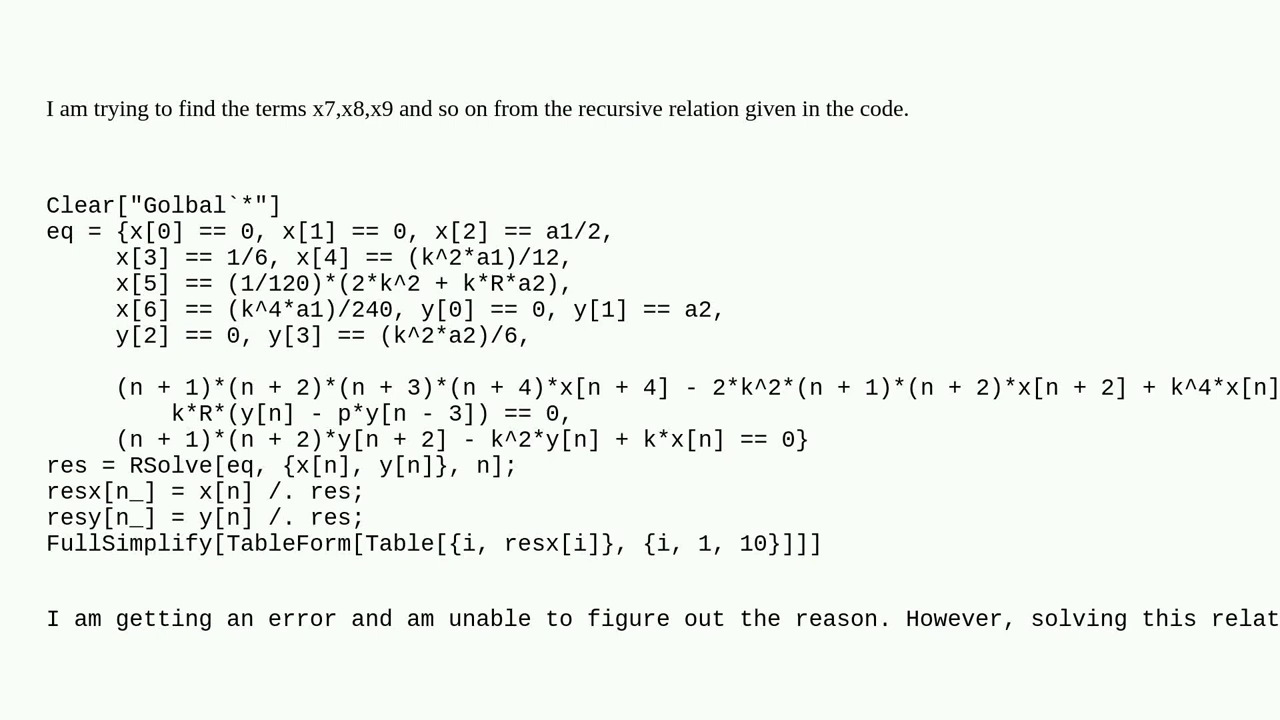 I am trying to find the terms x7,x8,x9 and so on from the recursive relation given in the code.
Clear["Golbal`*"]
eq = {x[0] == 0, x[1] == 0, x[2] == a1/2,
x[3] == 1/6, x[4] == (k^2*a1)/12,
x[5] == (1/120)*(2*k^2 + k*R*a2),
x[6] == (k^4*a1)/240, y[0] == 0, y[1] == a2,
y[2] == 0, y[3] == (k^2*a2)/6,
(n + 1)*(n + 2)*(n + 3)*(n + 4)*x[n + 4] - 2*k^2*(n + 1)*(n + 2)*x[n + 2] + k^4*x[n]
k*R*(y[n] - p*y[n - 3]) == 0,
(n + 1)*(n + 2)*y[n + 2] - k^2*y[n] + k*x[n] == 0}
res = RSolve[eq, {x[n], y[n]}, n];
resx[n_] = x[n] /. res;
resy[n_] = y[n] /. res;
FullSimplify[TableForm[Table[{i, resx[i]}, {i, 1, 10}]]]
I am getting an error and am unable to figure out the reason. However, solving this relat